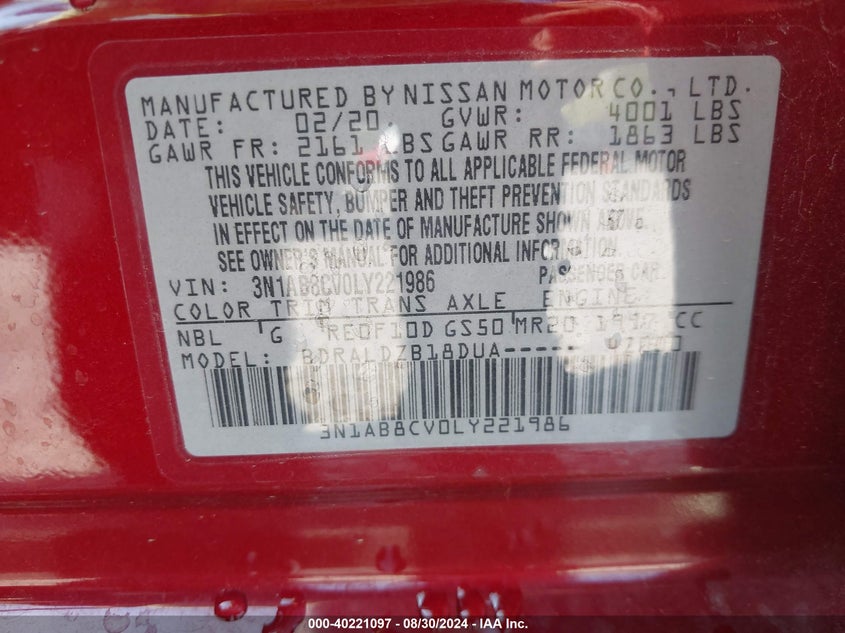 MANUFACTURED BY NISSAN MOTOR CO., LTD.
DATE: 02/20 GVWR: 4001 LBS
GAWR FR: 2161 LBS GAWR RR: 1863 LBS
THIS VEHICLE CONFORMS TO ALL APPLICABLE FEDERAL MOTOR
VEHICLE SAFETY, BUMPER AND THEFT PREVENTION STANDARDS
IN EFFECT ON THE DATE OF MANUFACTURE SHOWN ABOVE.
SEE OWNER'S MANUAL FOR ADDITIONAL INFORMATION.
VIN: 3N1AB8CV0LY221986 PASSENGER CAR
COLOR TRIM TRANS AXLE ENGINE
NBL G RE0F10D GS50 MR20 1997 CC
MODEL: BDRALDZB18DUA-----
3N1AB8CV0LY221986
000-40221097 - 08/30/2024 - IAA Inc.